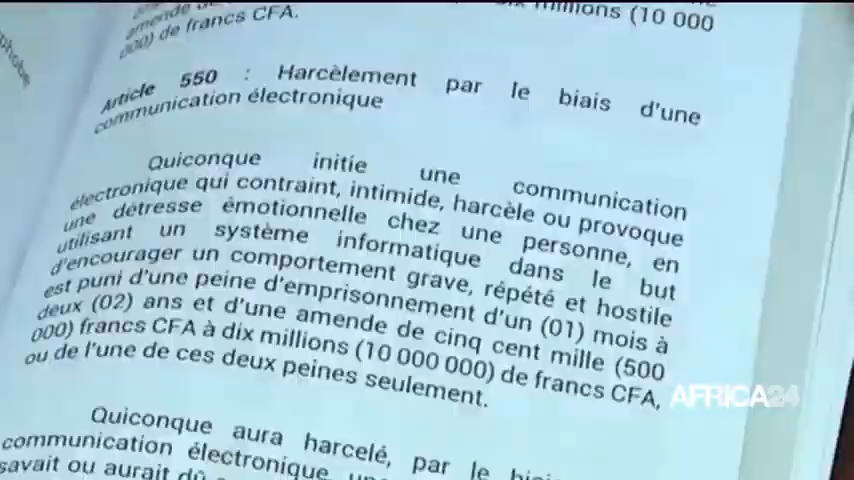 millions (10 000
amende de
000) de francs CFA.
Article 550 : Harcèlement par le biais d'une
communication électronique
Quiconque initie une communication
électronique qui contraint, intimide, harcèle ou provoque
une détresse émotionnelle chez une personne, en
utilisant un système informatique dans le but
d'encourager un comportement grave, répété et hostile
est puni d'une peine d'emprisonnement d'un (01) mois à
deux (02) ans et d'une amende de cinq cent mille (500
000) francs CFA à dix millions (10 000 000) de francs CFA,
ou de l'une de ces deux peines seulement.
Quiconque aura harcelé, par le
communication électronique,
savait ou aurait dû
AFRICA24